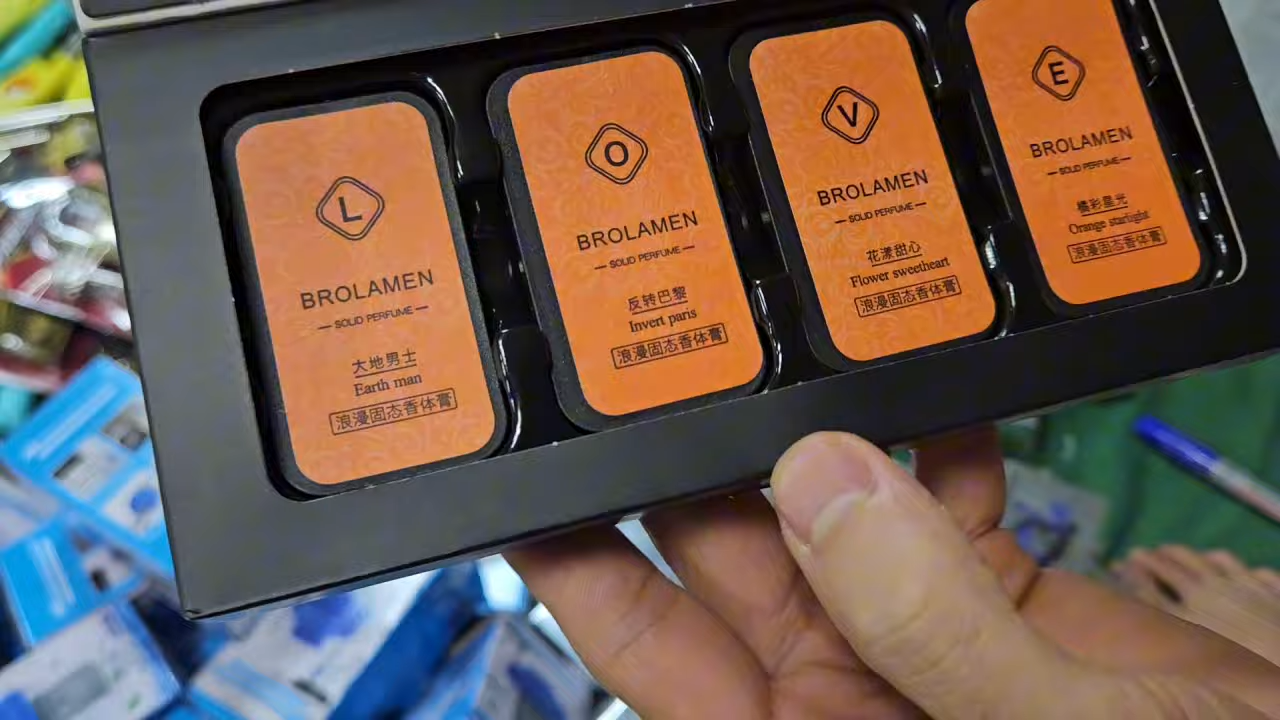 L
BROLAMEN
SOLID PERFUME
大地男士
Earth man
浪漫固态香体膏
O
BROLAMEN
SOLID PERFUME
反转巴黎
Invert paris
浪漫固态香体膏
V
BROLAMEN
SOLID PERFUME
花漾甜心
Flower sweetheart
浪漫固态香体膏
E
BROLAMEN
SOLID PERFUME
橘彩星光
Orange starlight
浪漫固态香体膏